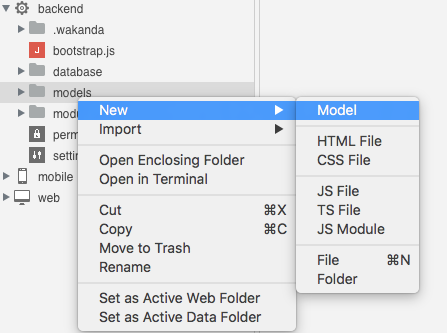 backend
.wakanda
bootstrap.js
database
models
New
Import
Open Enclosing Folder
Open in Terminal
Cut ⌘X
Copy ⌘C
Move to Trash
Rename
Set as Active Web Folder
Set as Active Data Folder
Model
HTML File
CSS File
JS File
TS File
JS Module
File ⌘N
Folder
modu
perm
settin
mobile
web